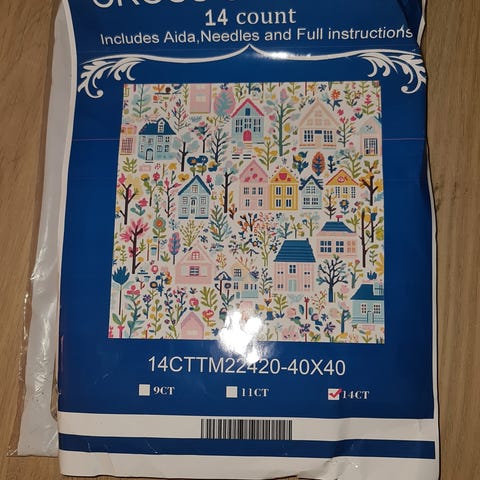 14 count
Includes Aida,Needles and Full instructions
14CTTM22420-40X40
9CT 11CT 14CT